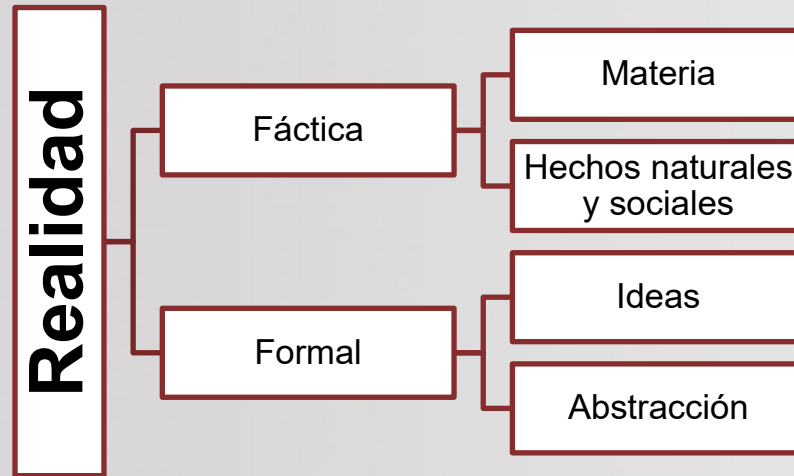 Realidad
Fáctica
Materia
Hechos naturales
y sociales
Formal
Ideas
Abstracción